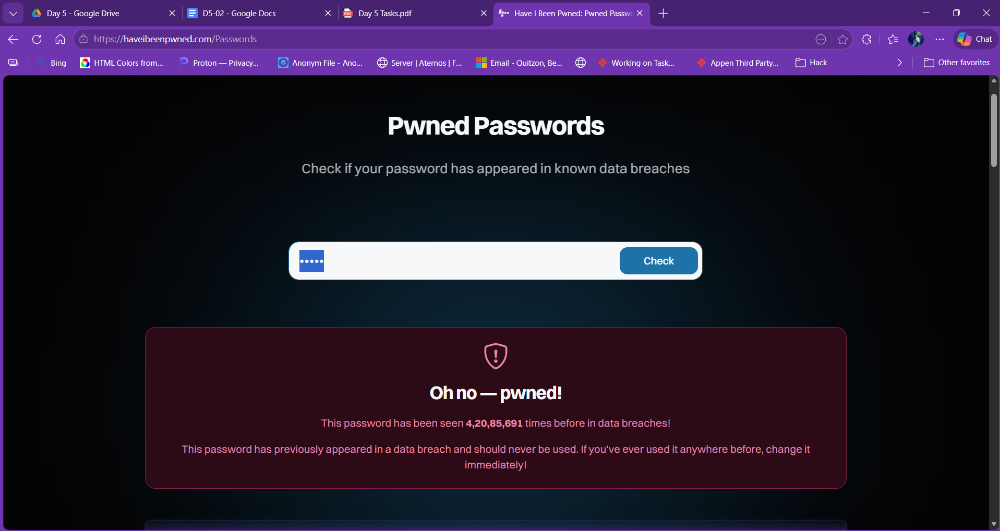 Day 5 - Google Drive
D5-02 - Google Docs
PDF
Day 5 Tasks.pdf
Have I Been Pwned: Pwned Passwo
https://haveibeenpwned.com/Passwords
Chat
Bing
HTML Colors from...
Proton — Privacy...
Anonym File - Ano...
Server | Aternos | F...
Email - Quitzon, Be...
Working on Task...
Appen Third Party...
Hack
Other favorites
Pwned Passwords
Check if your password has appeared in known data breaches
•••••
Check
Oh no — pwned!
This password has been seen 4,20,85,691 times before in data breaches!
This password has previously appeared in a data breach and should never be used. If you've ever used it anywhere before, change it
immediately!